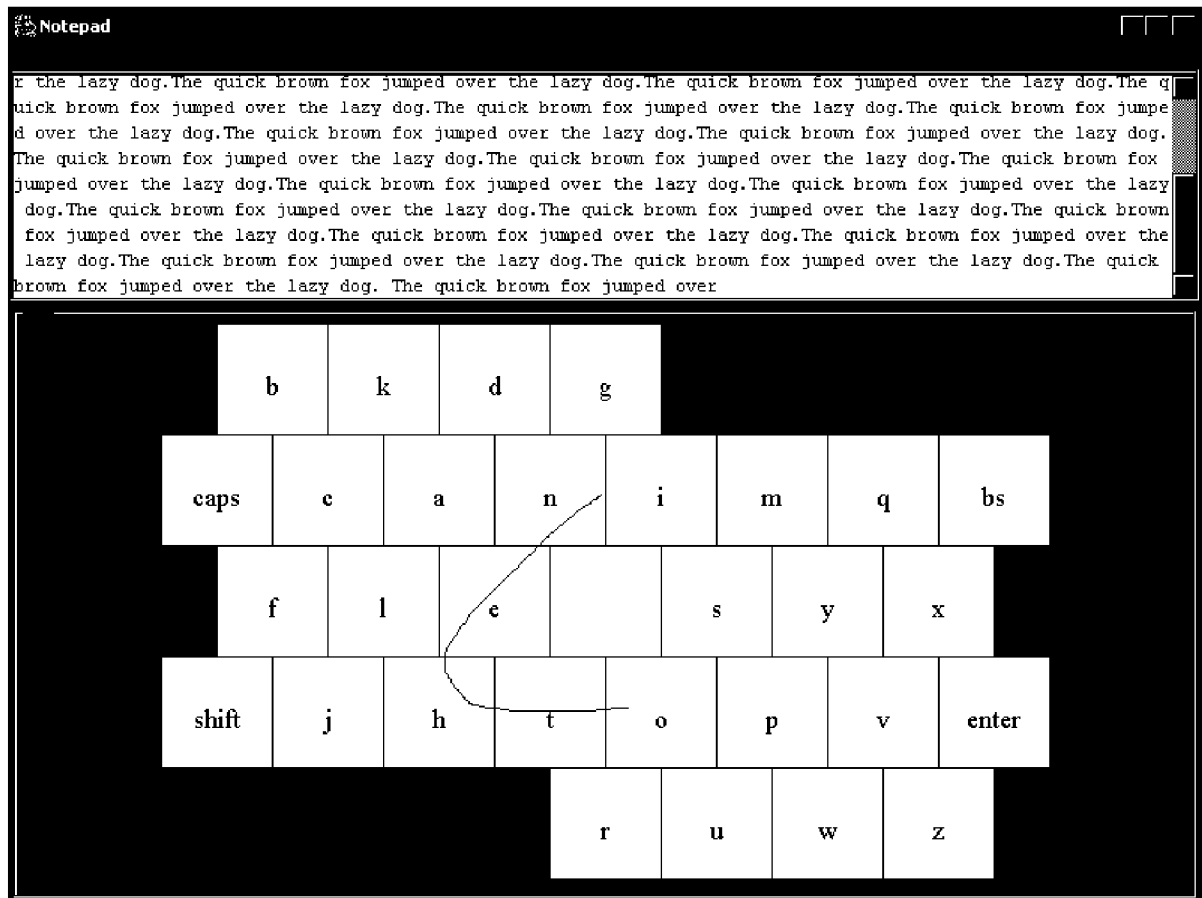 Notepad
r the lazy dog.The quick brown fox jumped over the lazy dog.The quick brown fox jumped over the lazy dog.The q
uick brown fox jumped over the lazy dog.The quick brown fox jumped over the lazy dog.The quick brown fox jumpe
d over the lazy dog.The quick brown fox jumped over the lazy dog.The quick brown fox jumped over the lazy dog.
The quick brown fox jumped over the lazy dog.The quick brown fox jumped over the lazy dog.The quick brown fox
jumped over the lazy dog.The quick brown fox jumped over the lazy dog.The quick brown fox jumped over the lazy
dog.The quick brown fox jumped over the lazy dog.The quick brown fox jumped over the lazy dog.The quick brown
fox jumped over the lazy dog.The quick brown fox jumped over the lazy dog.The quick brown fox jumped over the
lazy dog.The quick brown fox jumped over the lazy dog.The quick brown fox jumped over the lazy dog.The quick
brown fox jumped over the lazy dog. The quick brown fox jumped over
b k d g
caps c a n i m q bs
f l e s y x
shift j h t o p v enter
r u w z